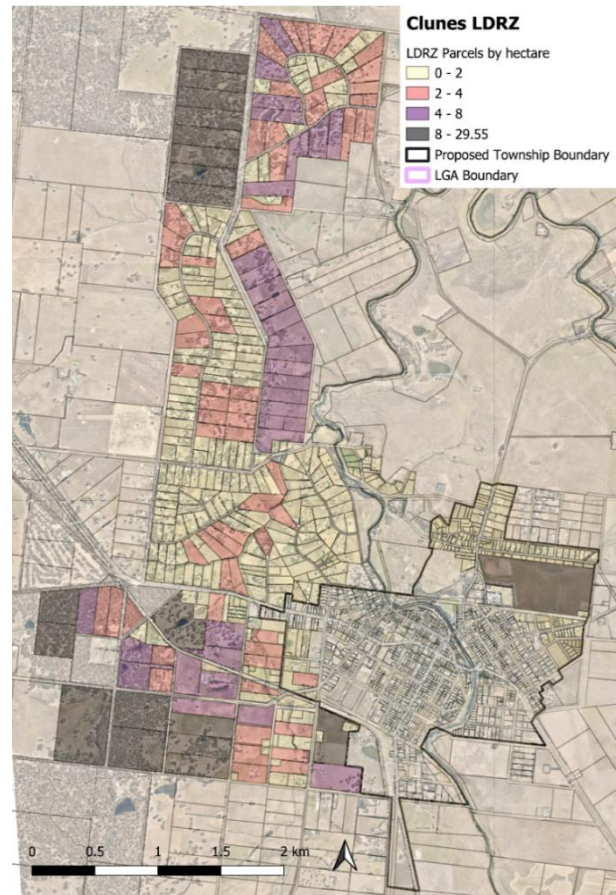 Clunes LDRZ
LDRZ Parcels by hectare
0 - 2
2 - 4
4 - 8
8 - 29.55
Proposed Township Boundary
LGA Boundary
0 0.5 1 1.5 2 km